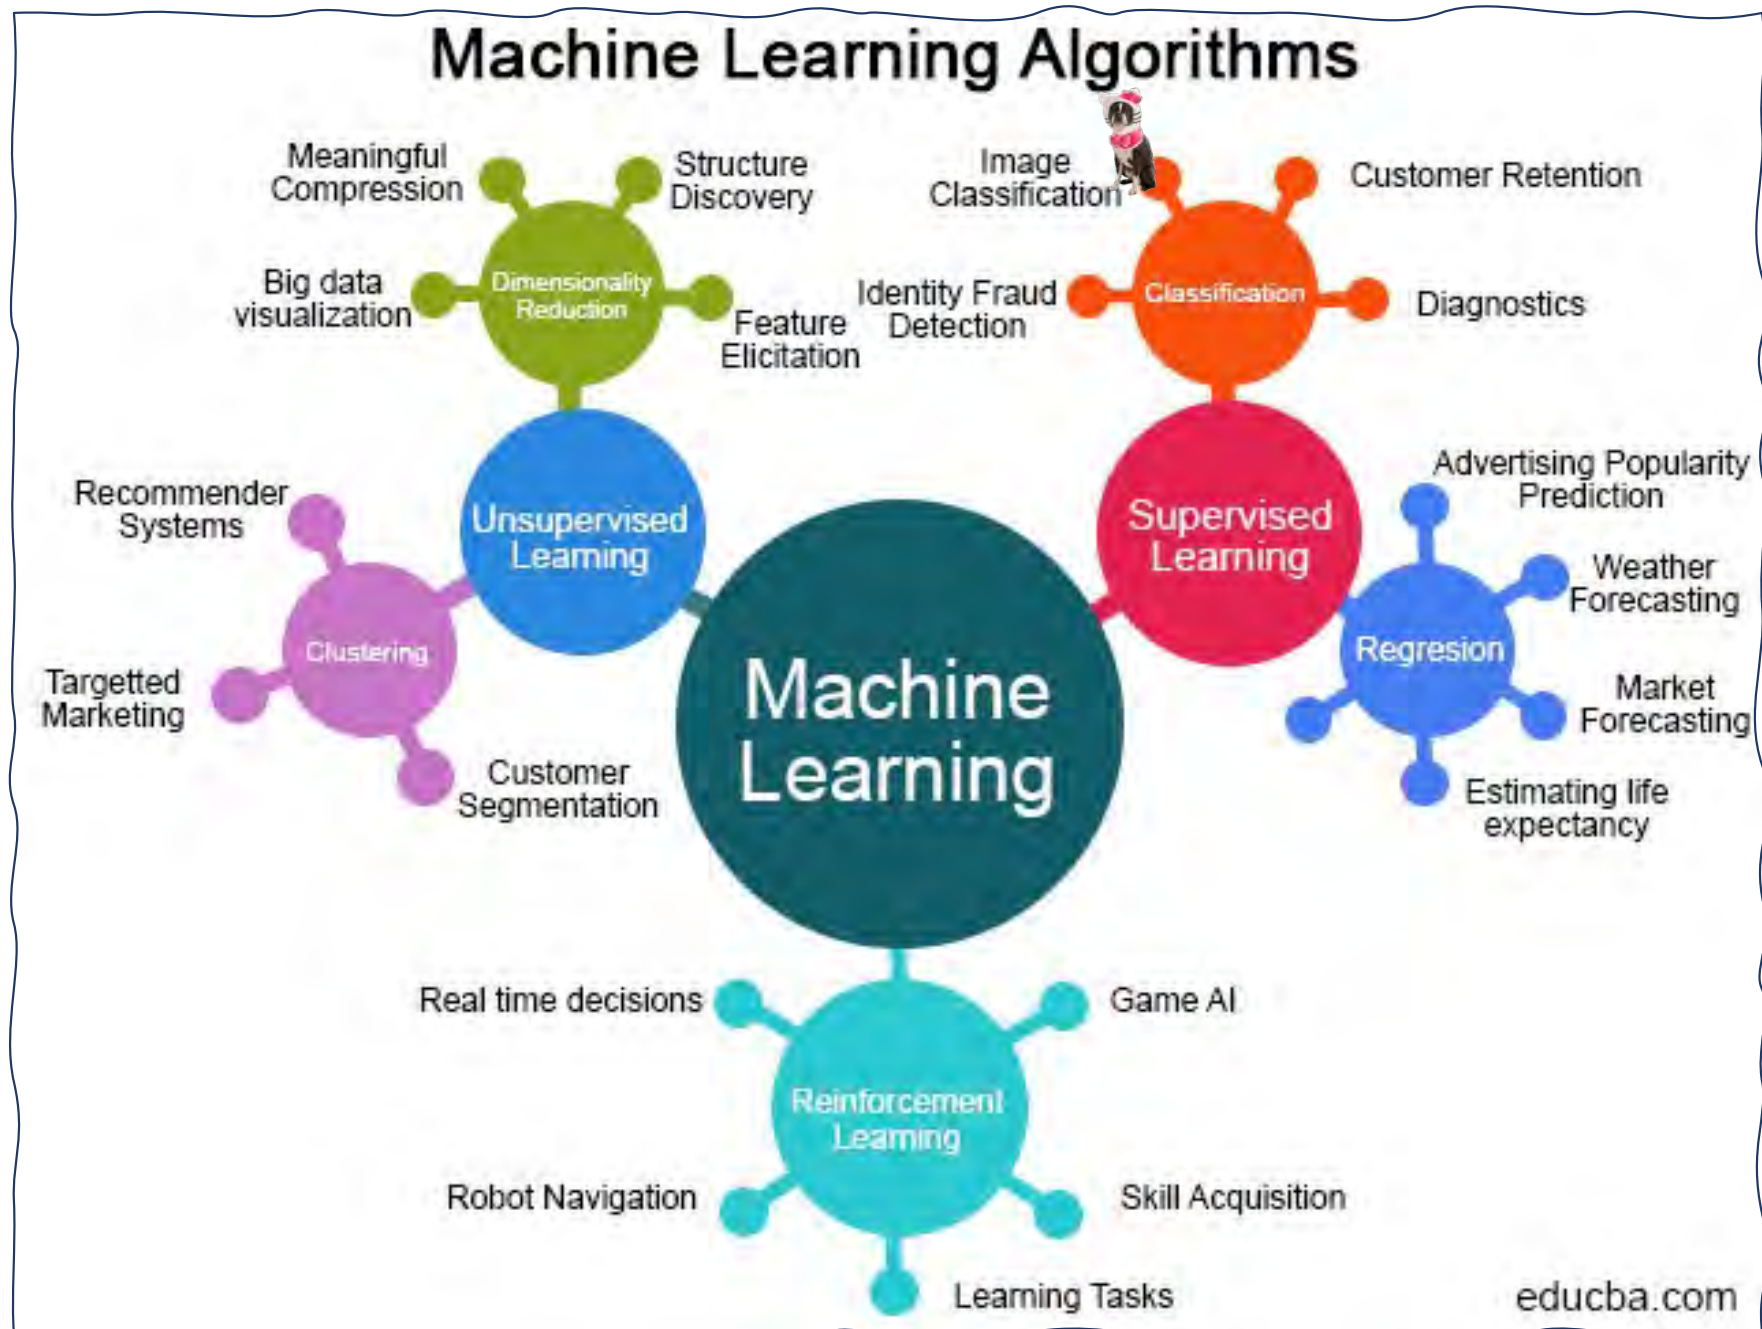 Machine Learning Algorithms
Meaningful
Compression
Structure
Discovery
Big data
visualization
Dimensionality
Reduction
Feature
Elicitation
Image
Classification
Customer Retention
Identity Fraud
Detection
Classification
Diagnostics
Recommender
Systems
Unsupervised
Learning
Clustering
Targetted
Marketing
Customer
Segmentation
Machine
Learning
Supervised
Learning
Advertising Popularity
Prediction
Weather
Forecasting
Regresion
Market
Forecasting
Estimating life
expectancy
Real time decisions
Game AI
Reinforcement
Learning
Robot Navigation
Skill Acquisition
Learning Tasks
educba.com